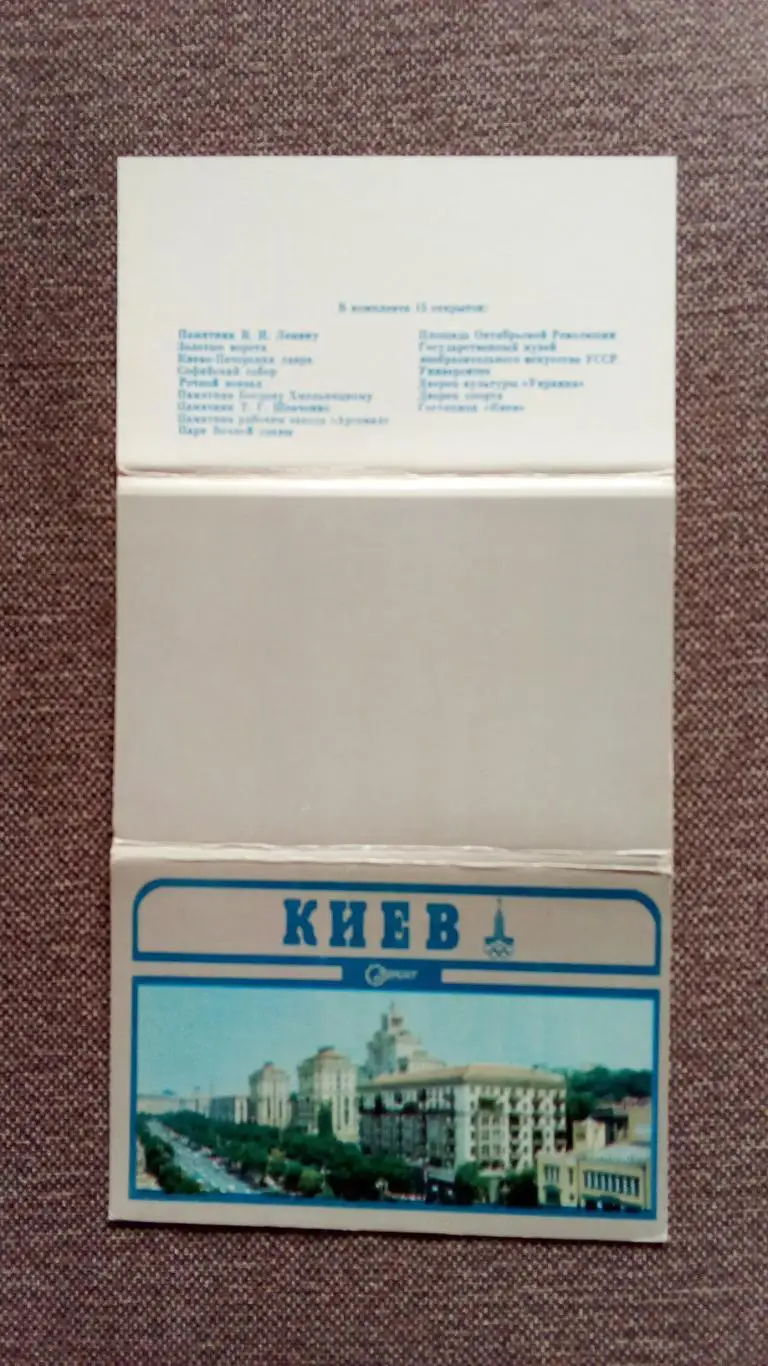 В комплекте 15 открыток:
Памятник В. И. Ленину
Золотые ворота
Киево-Печерская лавра
Софийский собор
Речной вокзал
Памятник Богдану Хмельницкому
Памятник Т. Г. Шевченко
Памятник рабочим завода «Арсенал»
Парк Вечной славы
Площадь Октябрьской Революции
Государственный музей
изобразительного искусства УССР
Университет
Дворец культуры «Украина»
Дворец спорта
Гостиница «Киев»
КИЕВ